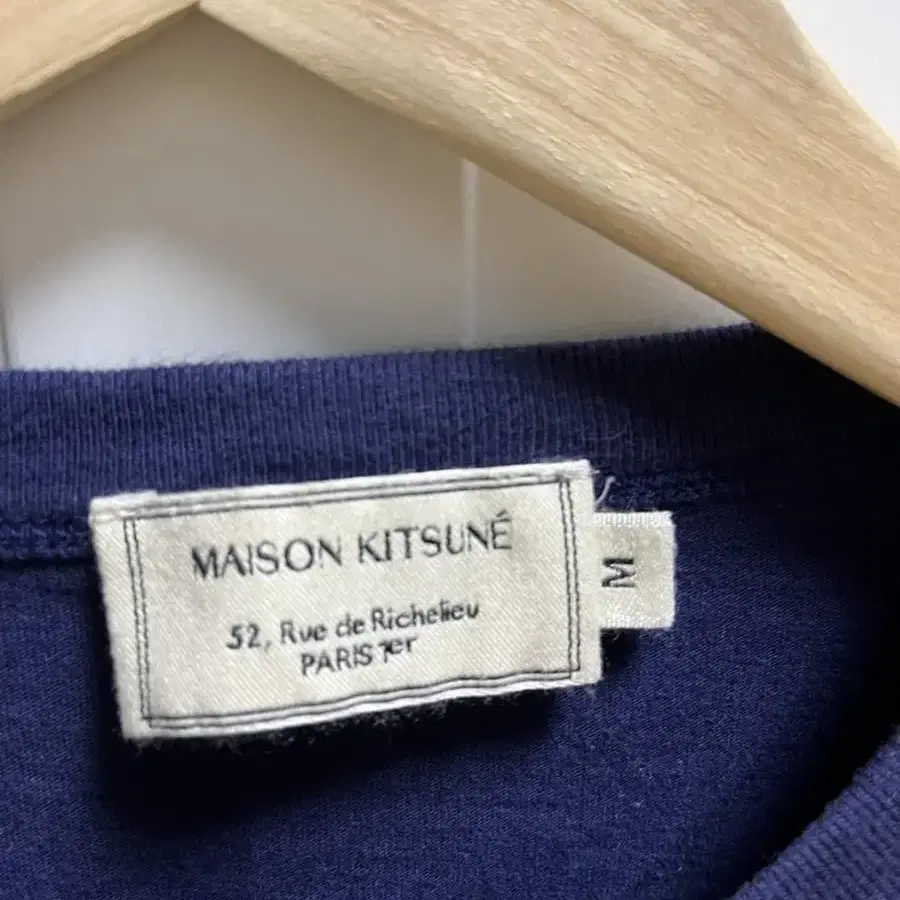 MAISON KITSUNÉ
52, Rue de Richelieu
PARIS 1er
M